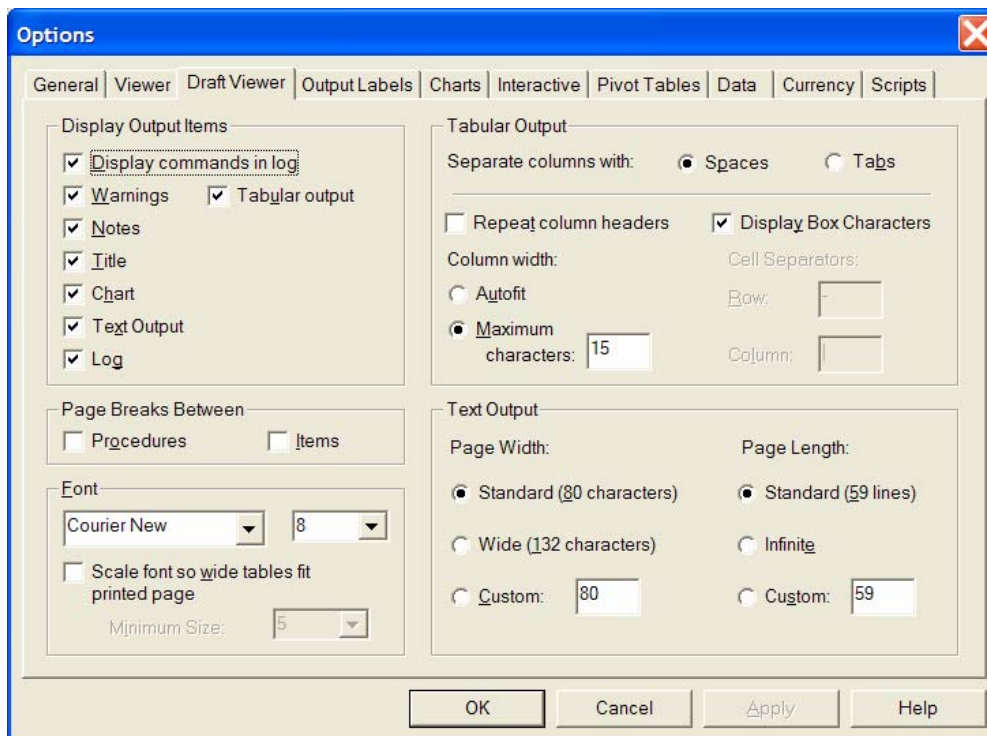 Options
General Viewer Draft Viewer Output Labels Charts Interactive Pivot Tables Data Currency Scripts
Display Output Items
Display commands in log
Warnings Tabular output
Notes
Title
Chart
Text Output
Log
Page Breaks Between
Procedures Items
Font
Courier New 8
Scale font so wide tables fit
printed page
Minimum Size: 5
Tabular Output
Separate columns with: Spaces Tabs
Repeat column headers Display Box Characters
Column width: Cell Separators:
Autofit Row: -
Maximum
characters: 15 Column: |
Text Output
Page Width: Page Length:
Standard (80 characters) Standard (59 lines)
Wide (132 characters) Infinite
Custom: 80 Custom: 59
OK Cancel Apply Help